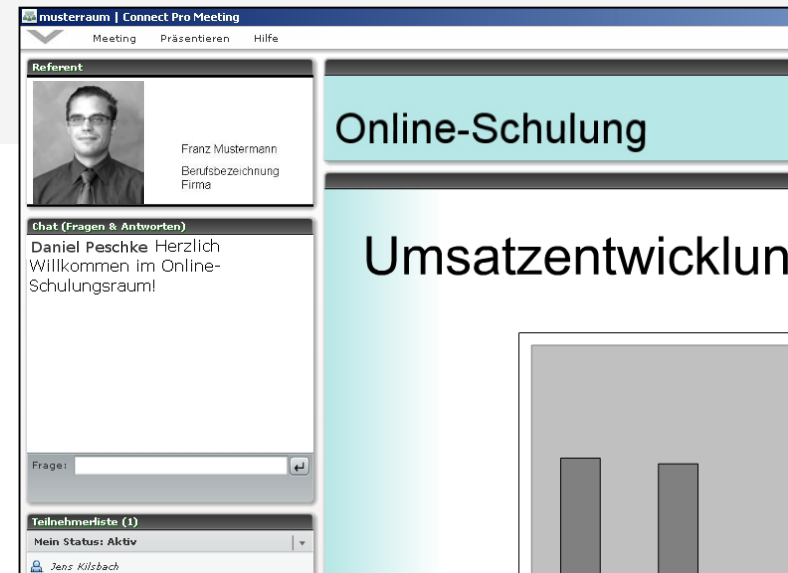 musterraum | Connect Pro Meeting
Meeting Präsentieren Hilfe
Referent
Franz Mustermann
Berufsbezeichnung
Firma
Chat (Fragen & Antworten)
Daniel Peschke Herzlich
Willkommen im Online-
Schulungsraum!
Frage:
Teilnehmerliste (1)
Mein Status: Aktiv
Jens Kilsbach
Online-Schulung
Umsatzentwicklun